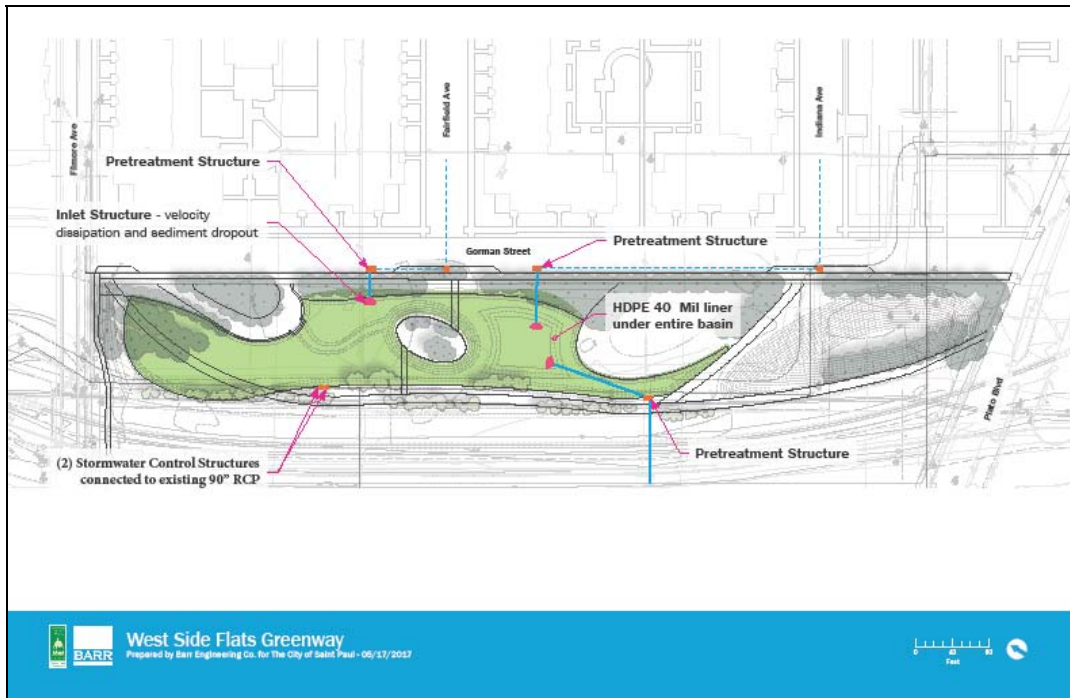 Fillmore Ave
Fairfield Ave
Indiana Ave
Pretreatment Structure
Inlet Structure - velocity
dissipation and sediment dropout
Gorman Street
Pretreatment Structure
HDPE 40 Mil liner
under entire basin
Plato Blvd
(2) Stormwater Control Structures
connected to existing 90" RCP
Pretreatment Structure
BARR
West Side Flats Greenway
Prepared by Barr Engineering Co. for The City of Saint Paul - 05/17/2017
0 40 80
Feet